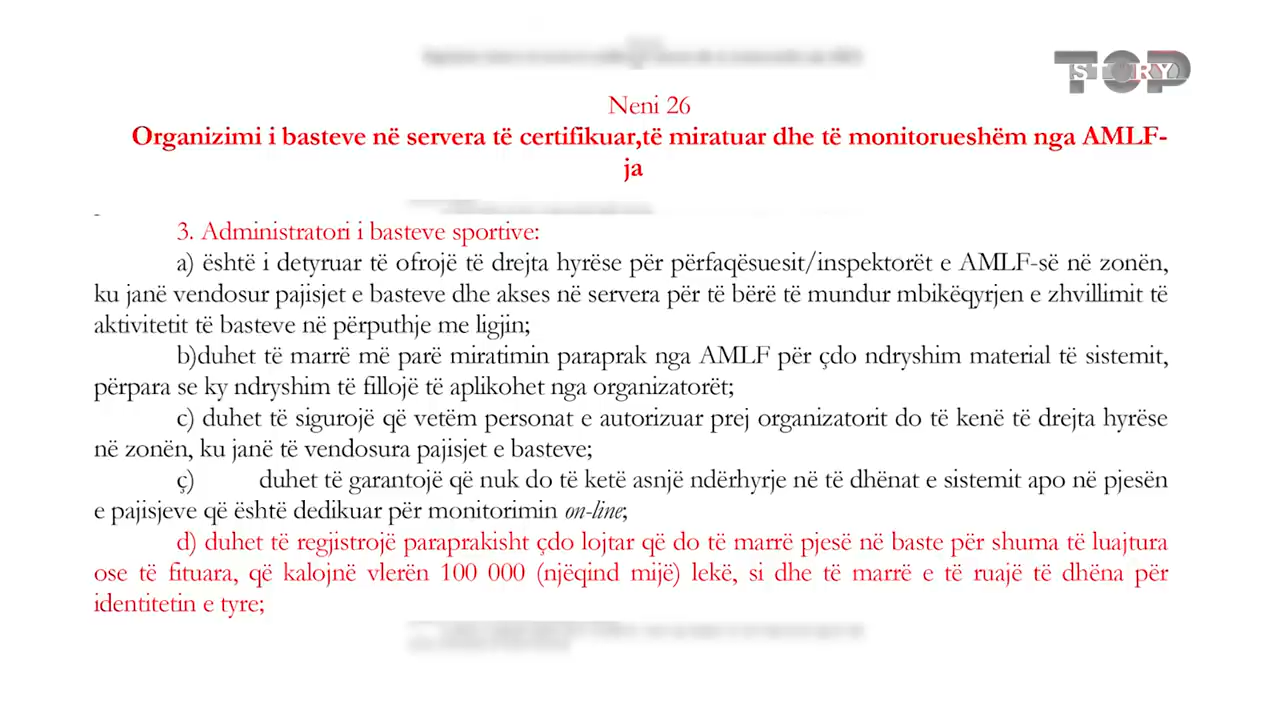 TOP
STORY
Neni 26
Organizimi i basteve në servera të certifikuar,të miratuar dhe të monitorueshëm nga AMLF-
ja
3. Administratori i basteve sportive:
a) është i detyruar të ofrojë të drejta hyrëse për përfaqësuesit/inspektorët e AMLF-së në zonën,
ku janë vendosur pajisjet e basteve dhe akses në servera për të bërë të mundur mbikëqyrjen e zhvillimit të
aktivitetit të basteve në përputhje me ligjin;
b)duhet të marrë më parë miratimin paraprak nga AMLF për çdo ndryshim material të sistemit,
përpara se ky ndryshim të fillojë të aplikohet nga organizatorët;
c) duhet të sigurojë që vetëm personat e autorizuar prej organizatorit do të kenë të drejta hyrëse
në zonën, ku janë të vendosura pajisjet e basteve;
ç) duhet të garantojë që nuk do të ketë asnjë ndërhyrje në të dhënat e sistemit apo në pjesën
e pajisjeve që është dedikuar për monitorimin on-line;
d) duhet të regjistrojë paraprakisht çdo lojtar që do të marrë pjesë në baste për shuma të luajtura
ose të fituara, që kalojnë vlerën 100 000 (njëqind mijë) lekë, si dhe të marrë e të ruajë të dhëna për
identitetin e tyre;